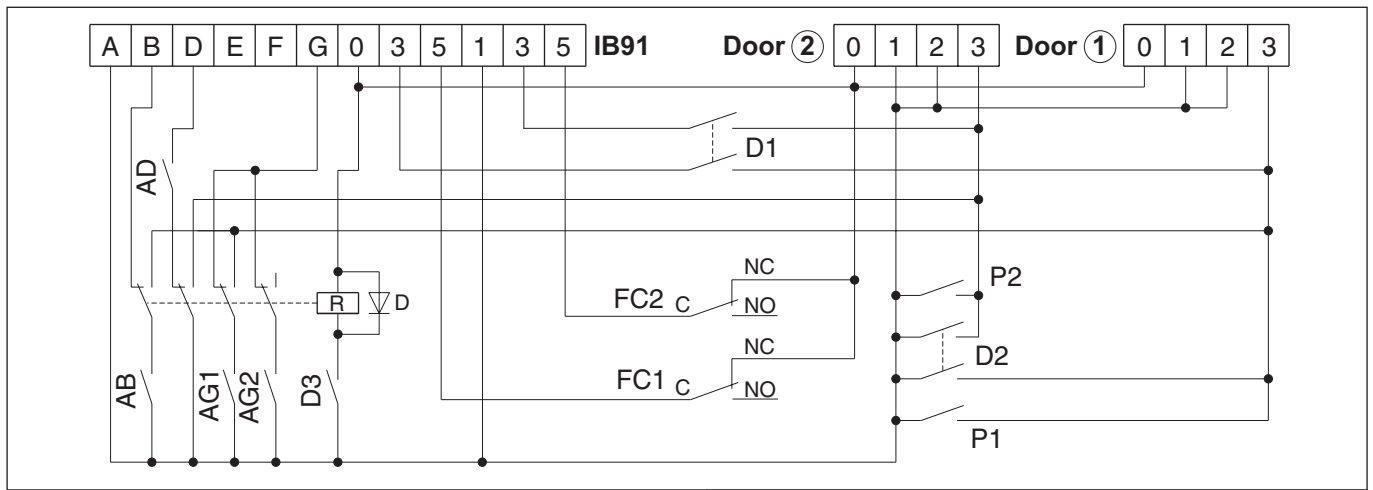 A B D E F G 0 3 5 1 3 5 IB91 Door 2 0 1 2 3 Door 1 0 1 2 3
D1
AD
NC
P2
R D FC2 C NO
NC
D2
AB AG1 AG2 D3 FC1 C NO
P1